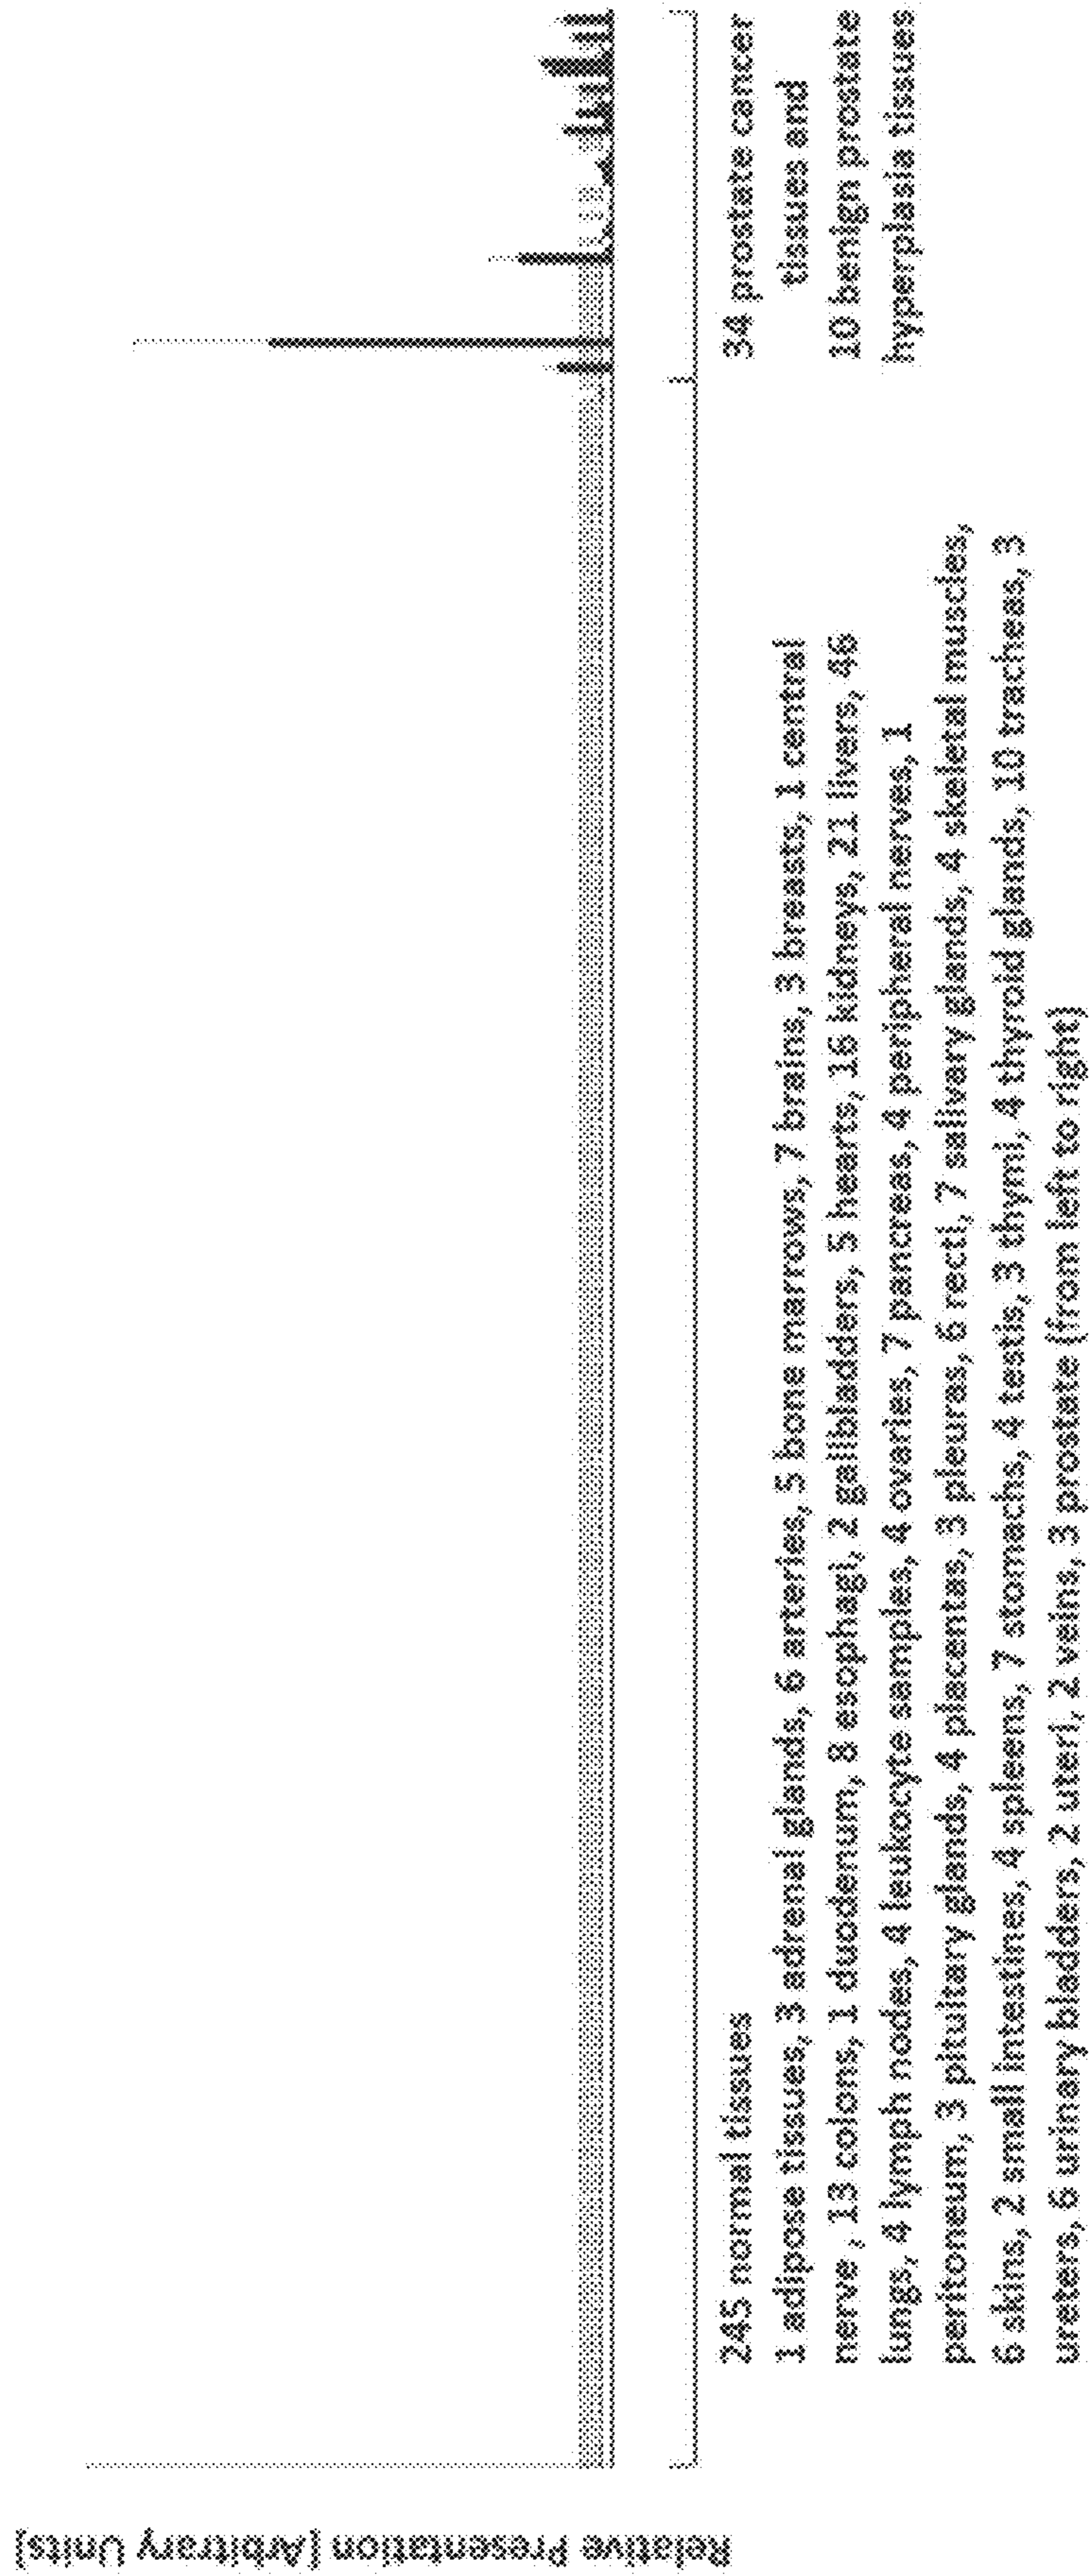 Relative Presentation [Arbitrary Units]
245 normal tissues
1 adipose tissues, 3 adrenal glands, 6 arteries, 5 bone marrows, 7 brains, 3 breasts, 1 central
nerve , 13 colons, 1 duodenum, 8 esophagi, 2 gallbladders, 5 hearts, 16 kidneys, 21 livers, 46
lungs, 4 lymph nodes, 4 leukocyte samples, 4 ovaries, 7 pancreas, 4 peripheral nerves, 1
peritoneum, 3 pituitary glands, 4 placentas, 3 pleuras, 6 recti, 7 salivary glands, 4 skeletal muscles,
6 skins, 2 small intestines, 4 spleens, 7 stomachs, 4 testis, 3 thymi, 4 thyroid glands, 10 tracheas, 3
ureters, 6 urinary bladders, 2 uteri, 2 veins, 3 prostate (from left to right)
34 prostate cancer
tissues and
10 benign prostate
hyperplasia tissues